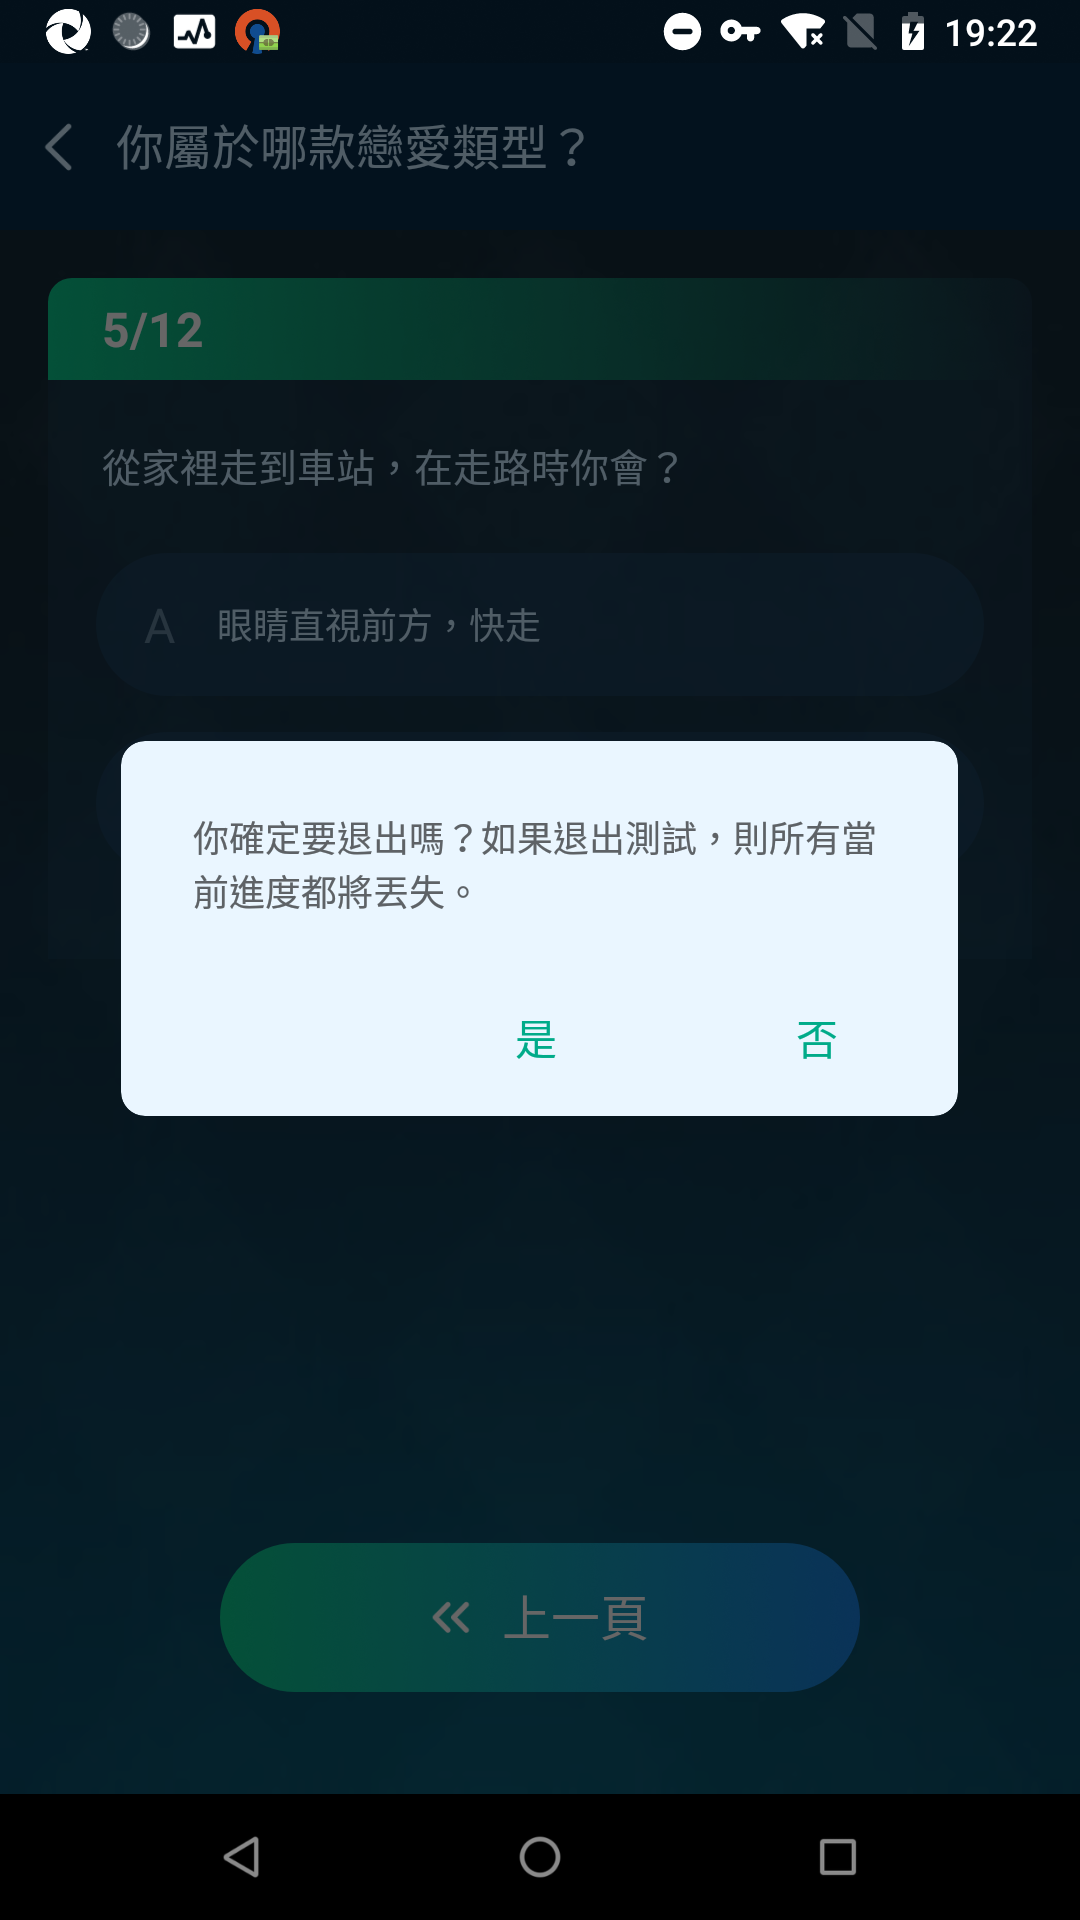 19:22
你屬於哪款戀愛類型？
5/12
從家裡走到車站，在走路時你會？
A 眼睛直視前方，快走
你確定要退出嗎？如果退出測試，則所有當
前進度都將丟失。
是 否
上一頁